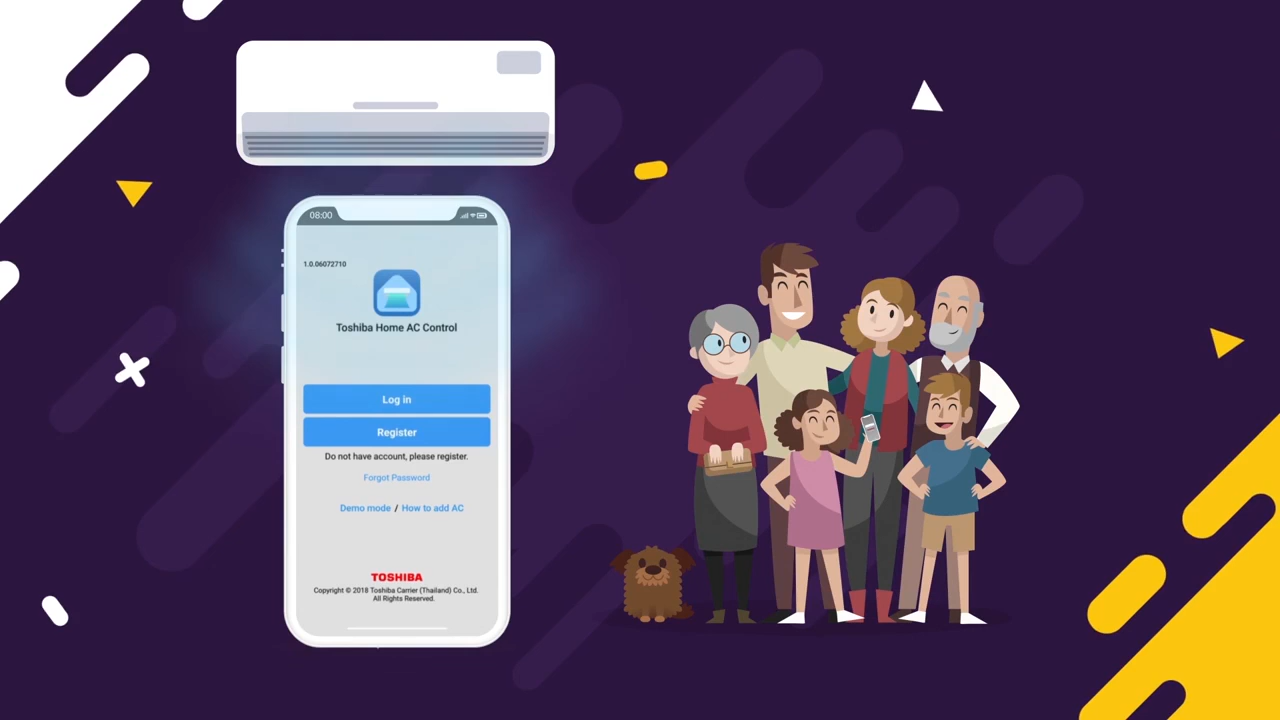 08:00
1.0.06072710
Toshiba Home AC Control
Log in
Register
Do not have account, please register.
Forgot Password
Demo mode / How to add AC
TOSHIBA
Copyright © 2018 Toshiba Carrier (Thailand) Co., Ltd.
All Rights Reserved.